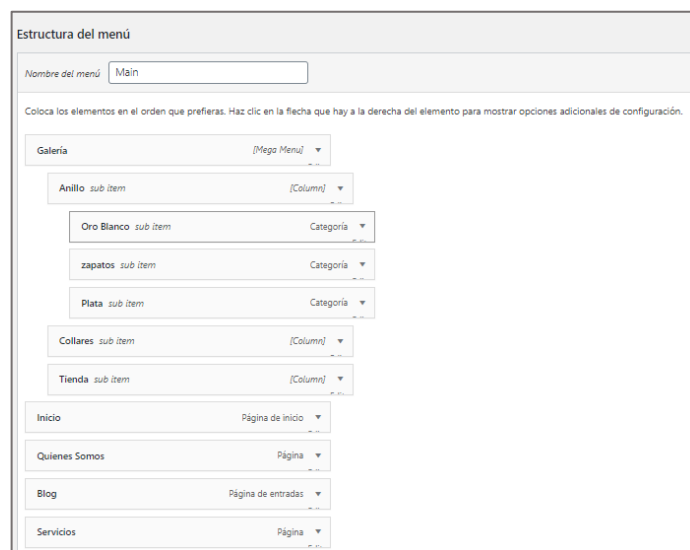 Estructura del menú
Nombre del menú Main
Coloca los elementos en el orden que prefieras. Haz clic en la flecha que hay a la derecha del elemento para mostrar opciones adicionales de configuración.
Galería [Mega Menu]
Anillo sub item [Column]
Oro Blanco sub item Categoría
zapatos sub item Categoría
Plata sub item Categoría
Collares sub item [Column]
Tienda sub item [Column]
Inicio Página de inicio
Quienes Somos Página
Blog Página de entradas
Servicios Página